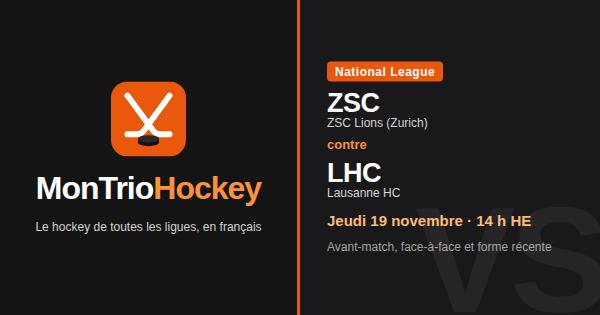 MonTrioHockey
Le hockey de toutes les ligues, en français
National League
ZSC
ZSC Lions (Zurich)
contre
LHC
Lausanne HC
Jeudi 19 novembre · 14 h HE
Avant-match, face-à-face et forme récente
VS